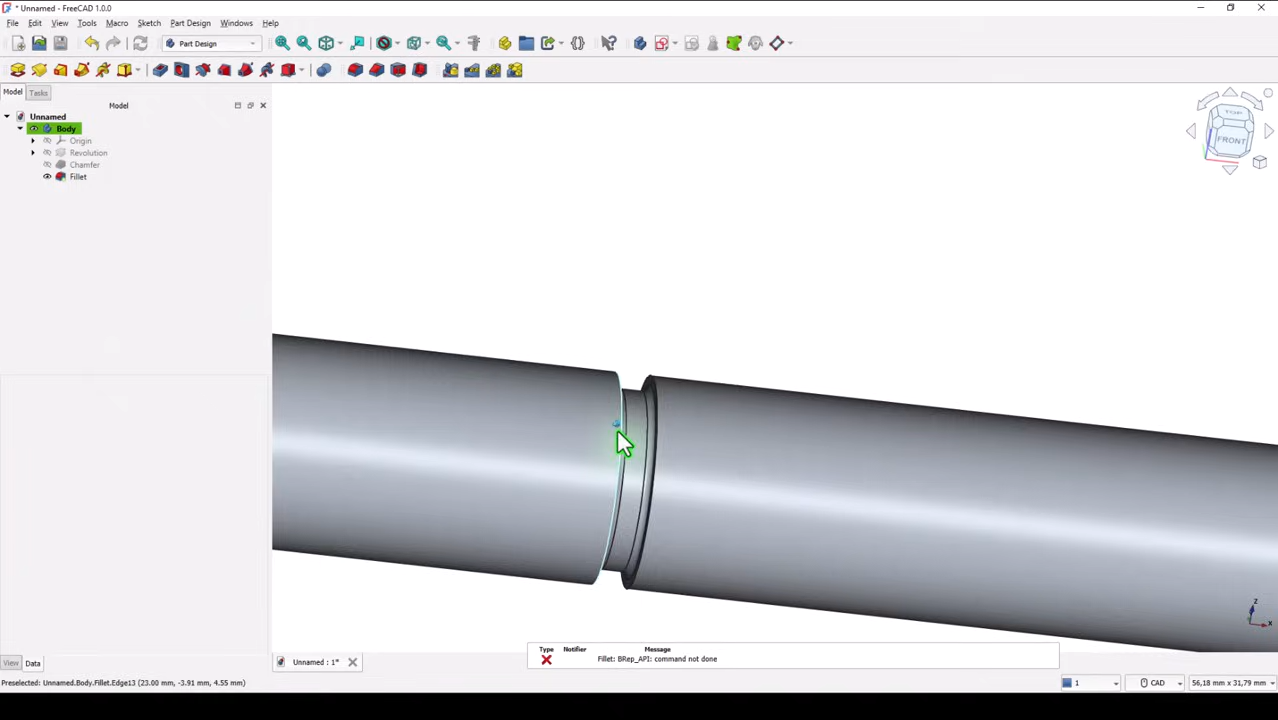 * Unnamed - FreeCAD 1.0.0
File Edit View Tools Macro Sketch Part Design Windows Help
Part Design
Model Tasks
Model
TOP
FRONT
Unnamed
Body
Origin
Revolution
Chamfer
Fillet
Z
X
Type Notifier Message
Fillet: BRep_API: command not done
View Data
Unnamed : 1*
Preselected: Unnamed.Body.Fillet.Edge13 (23.00 mm, -3.91 mm, 4.55 mm)
1
CAD
56,18 mm x 31,79 mm